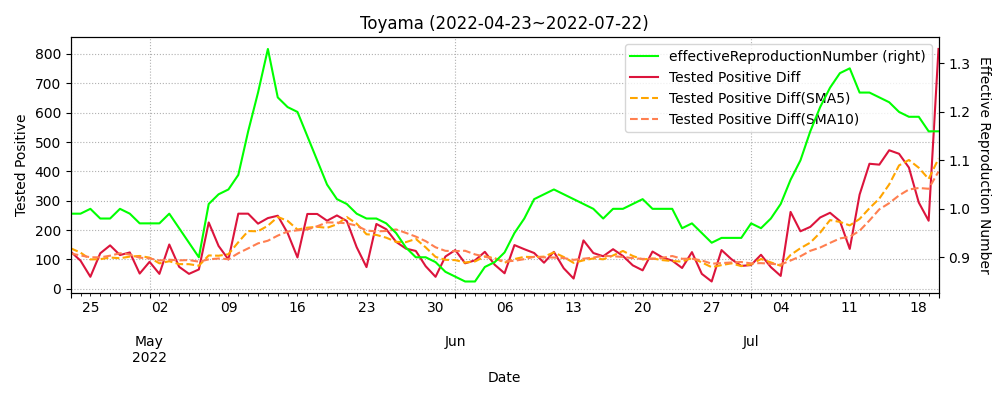 Toyama (2022-04-23~2022-07-22)
effectiveReproductionNumber (right)
Tested Positive Diff
Tested Positive Diff(SMA5)
Tested Positive Diff(SMA10)
Tested Positive
800
700
600
500
400
300
200
100
0
Effective Reproduction Number
1.3
1.2
1.1
1.0
0.9
25 02 09 16 23 30 06 13 20 27 04 11 18
May Jun Jul
2022
Date